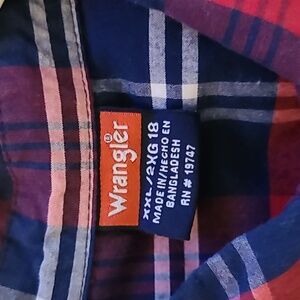 Wrangler
XXL/2XG 18
MADE IN/HECHO EN
BANGLADESH
RN # 19747